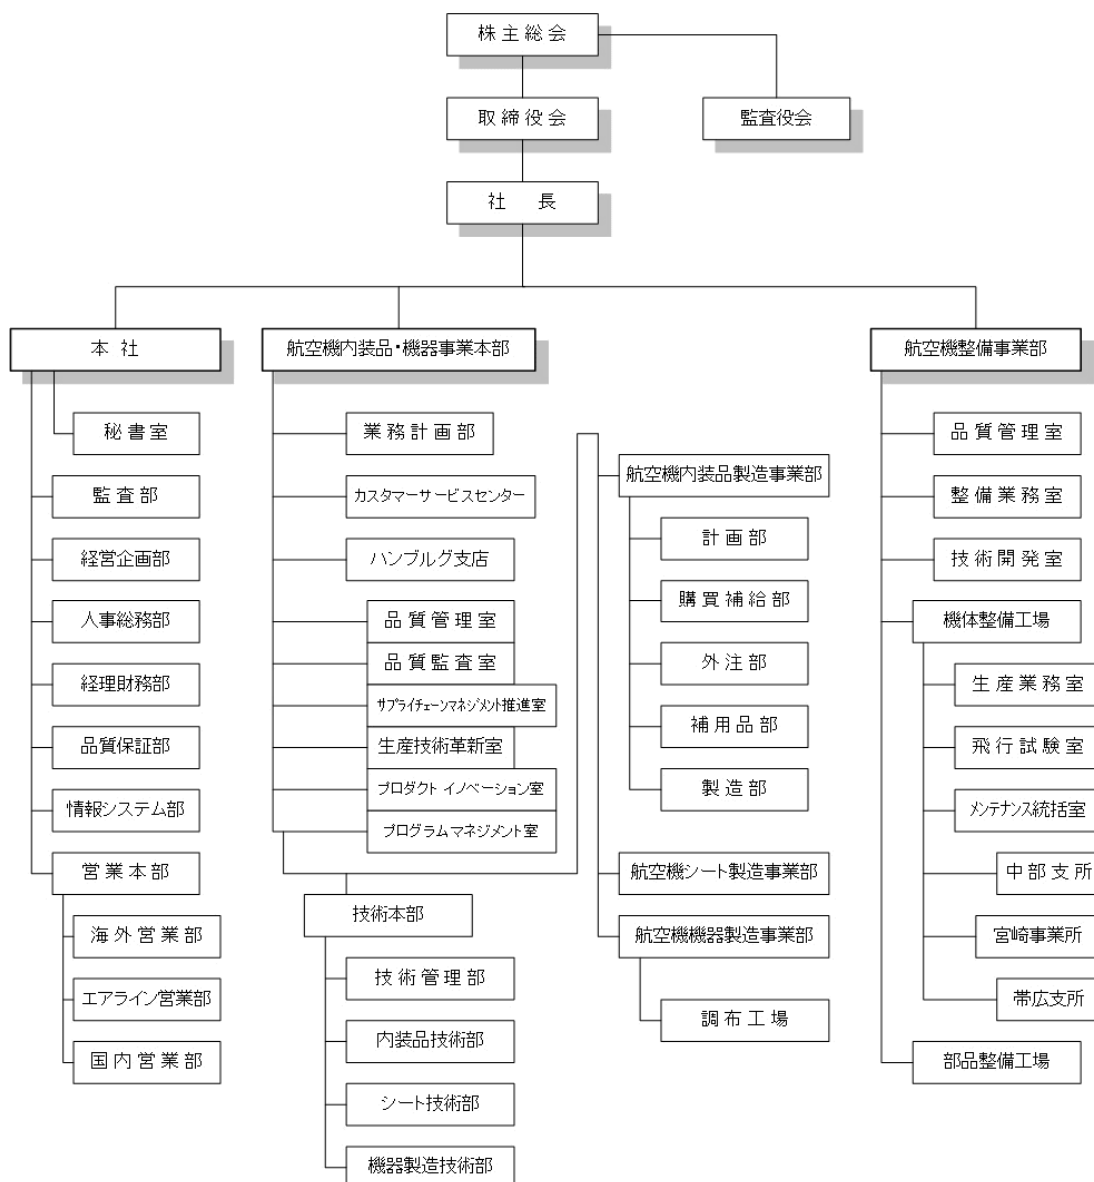 株主総会
取締役会
監査役会
社 長
本 社
秘書室
監査部
経営企画部
人事総務部
経理財務部
品質保証部
情報システム部
営業本部
海外営業部
エアライン営業部
国内営業部
航空機内装品・機器事業本部
業務計画部
カスタマーサービスセンター
ハンブルグ支店
品質管理室
品質監査室
サプライチェーンマネジメント推進室
生産技術革新室
プロダクト イノベーション室
プログラムマネジメント室
技術本部
技術管理部
内装品技術部
シート技術部
機器製造技術部
航空機内装品製造事業部
計画部
購買補給部
外注部
補用品部
製造部
航空機シート製造事業部
航空機機器製造事業部
調布工場
航空機整備事業部
品質管理室
整備業務室
技術開発室
機体整備工場
生産業務室
飛行試験室
メンテナンス統括室
中部支所
宮崎事業所
帯広支所
部品整備工場